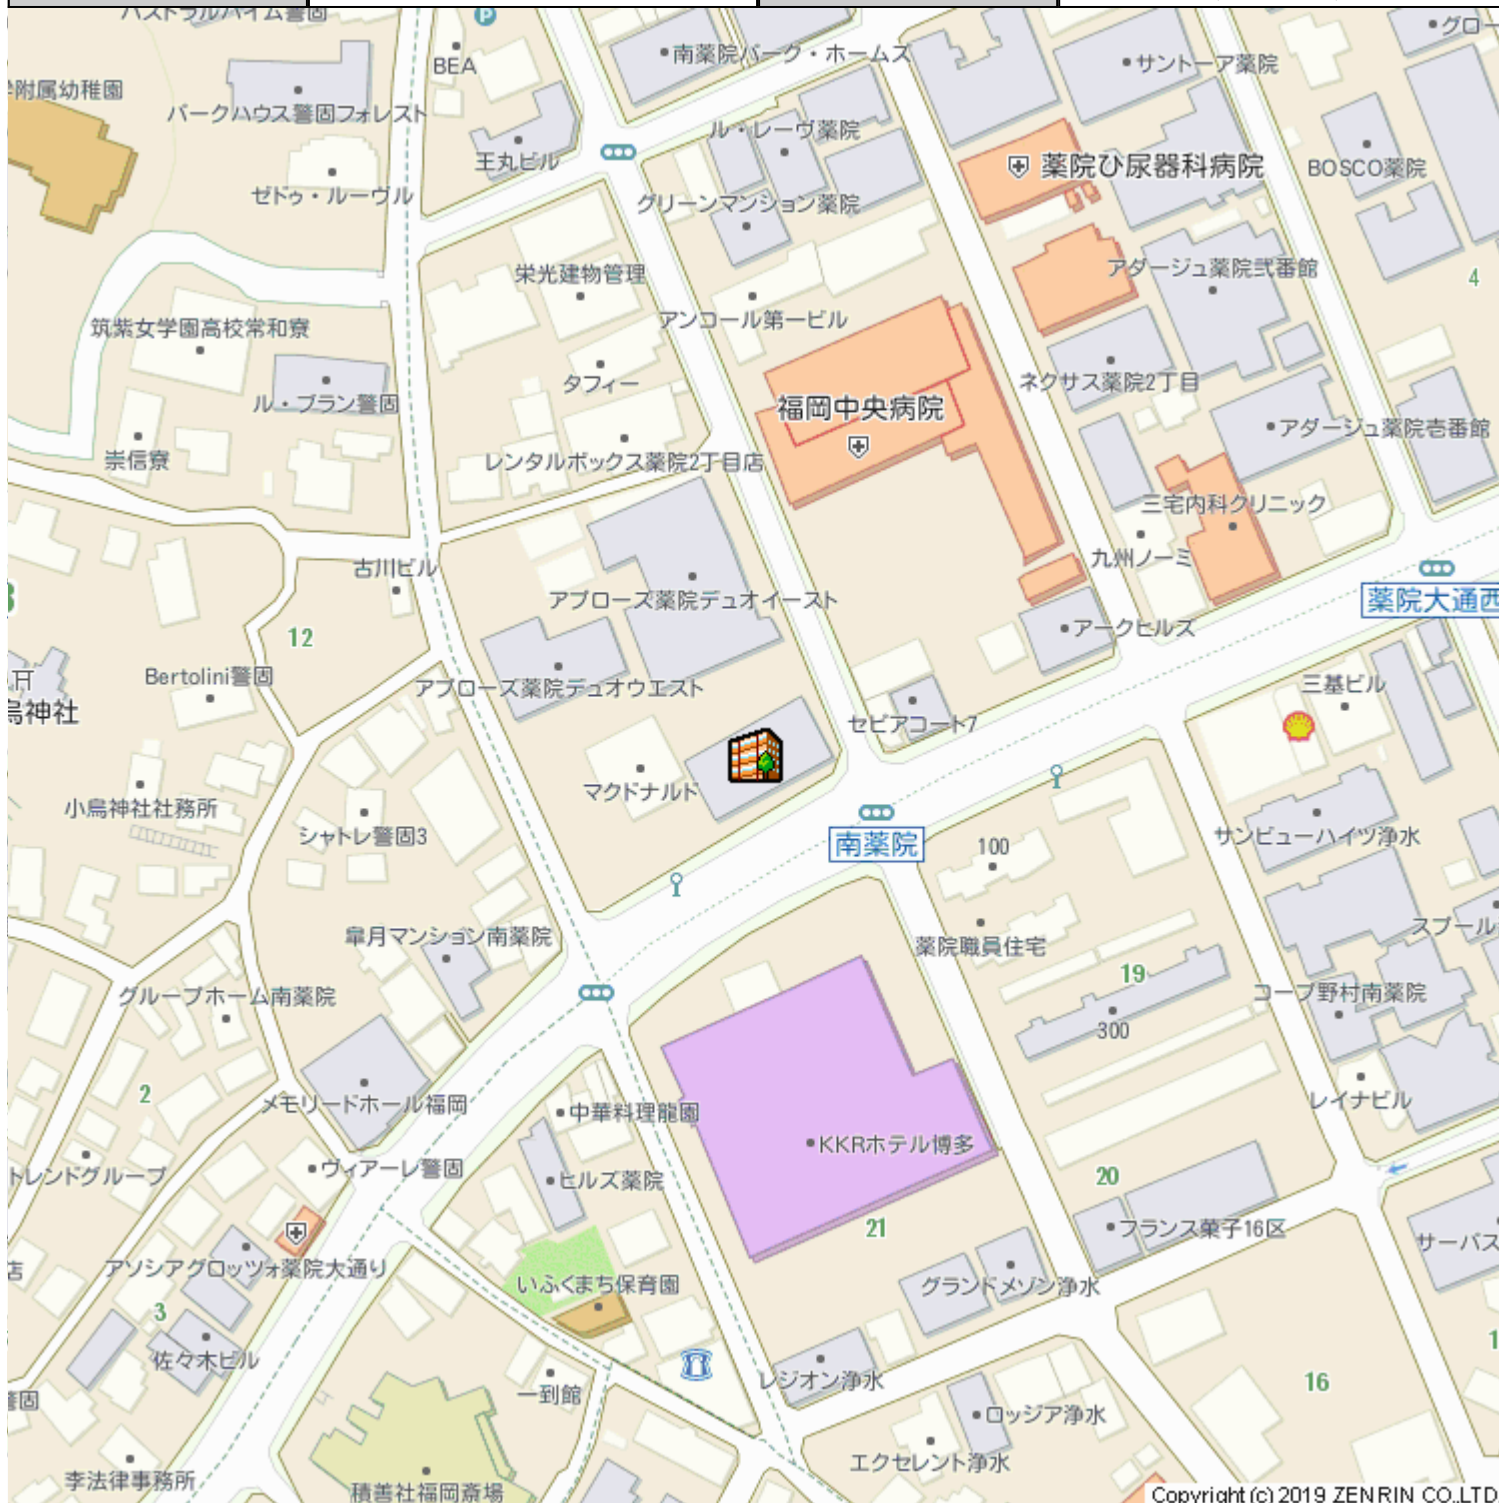 パストラルハイム警固
P
BEA
南薬院パーク・ホームズ
サントーア薬院
グロー
附属幼稚園
パークハウス警固フォレスト
王丸ビル
ル・レーヴ薬院
薬院ひ尿器科病院
BOSCO薬院
ゼドゥ・ルーヴル
グリーンマンション薬院
栄光建物管理
アダージュ薬院弐番館
4
筑紫女学園高校常和寮
アンコール第一ビル
タフィー
ネクサス薬院2丁目
ル・ブラン警固
福岡中央病院
アダージュ薬院壱番館
崇信寮
レンタルボックス薬院2丁目店
三宅内科クリニック
古川ビル
九州ノーミ
アプローズ薬院デュオイースト
薬院大通西
12
アークヒルズ
Bertolini警固
アプローズ薬院デュオウエスト
三基ビル
烏神社
セピアコート7
マクドナルド
小烏神社社務所
シャトレ警固3
南薬院
100
サンビューハイツ浄水
皐月マンション南薬院
薬院職員住宅
スプール
19
グループホーム南薬院
コープ野村南薬院
300
2
メモリードホール福岡
中華料理龍園
レイナビル
KKRホテル博多
トレンドグループ
ヴィアーレ警固
ヒルズ薬院
20
21
フランス菓子16区
サーパス
店
アソシアグロッツォ薬院大通り
いふくまち保育園
グランドメゾン浄水
3
佐々木ビル
レジオン浄水
16
警固
一到館
ロッジア浄水
李法律事務所
エクセレント浄水
積善社福岡斎場
Copyright (c) 2019 ZENRIN CO.,LTD